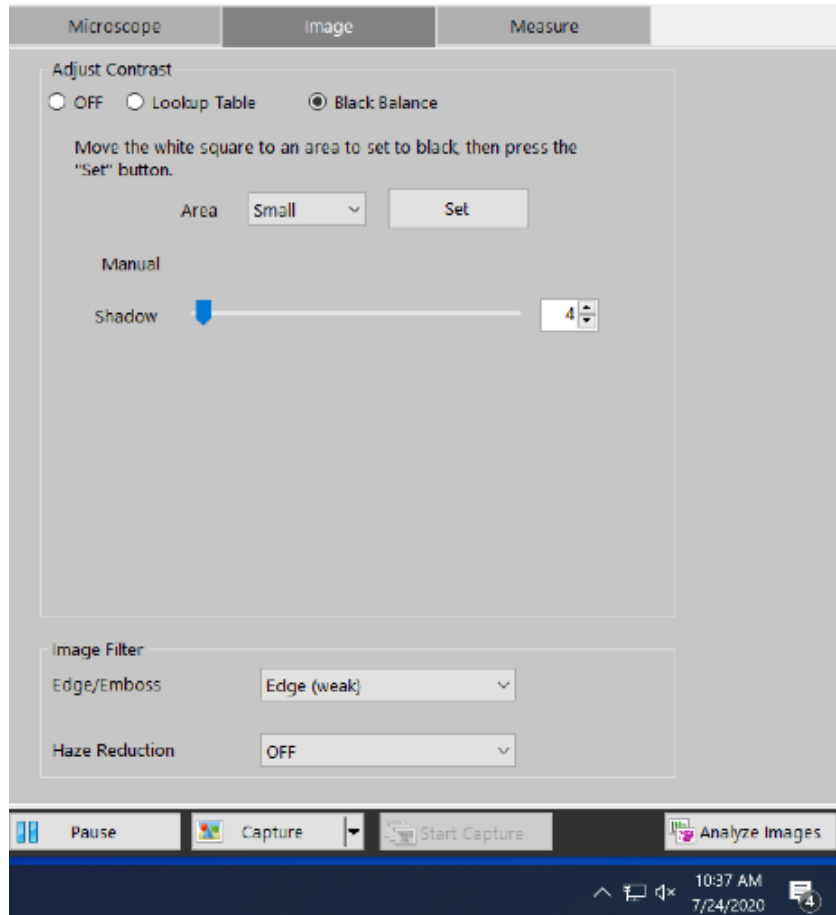 Microscope Image Measure
Adjust Contrast
OFF Lookup Table Black Balance
Move the white square to an area to set to black, then press the
"Set" button.
Area Small Set
Manual
Shadow 4
Image Filter
Edge/Emboss Edge (weak)
Haze Reduction OFF
Pause Capture Start Capture Analyze Images
10:37 AM
7/24/2020
4